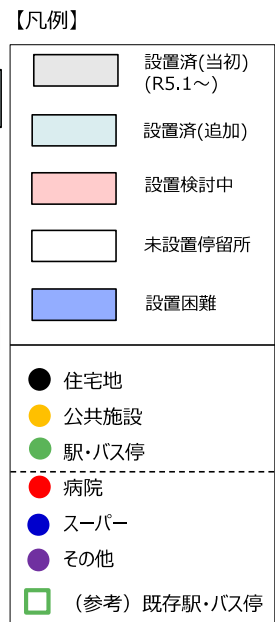 【凡例】
設置済(当初)
(R5.1～)
設置済(追加)
設置検討中
未設置停留所
設置困難
住宅地
公共施設
駅・バス停
病院
スーパー
その他
（参考）既存駅・バス停